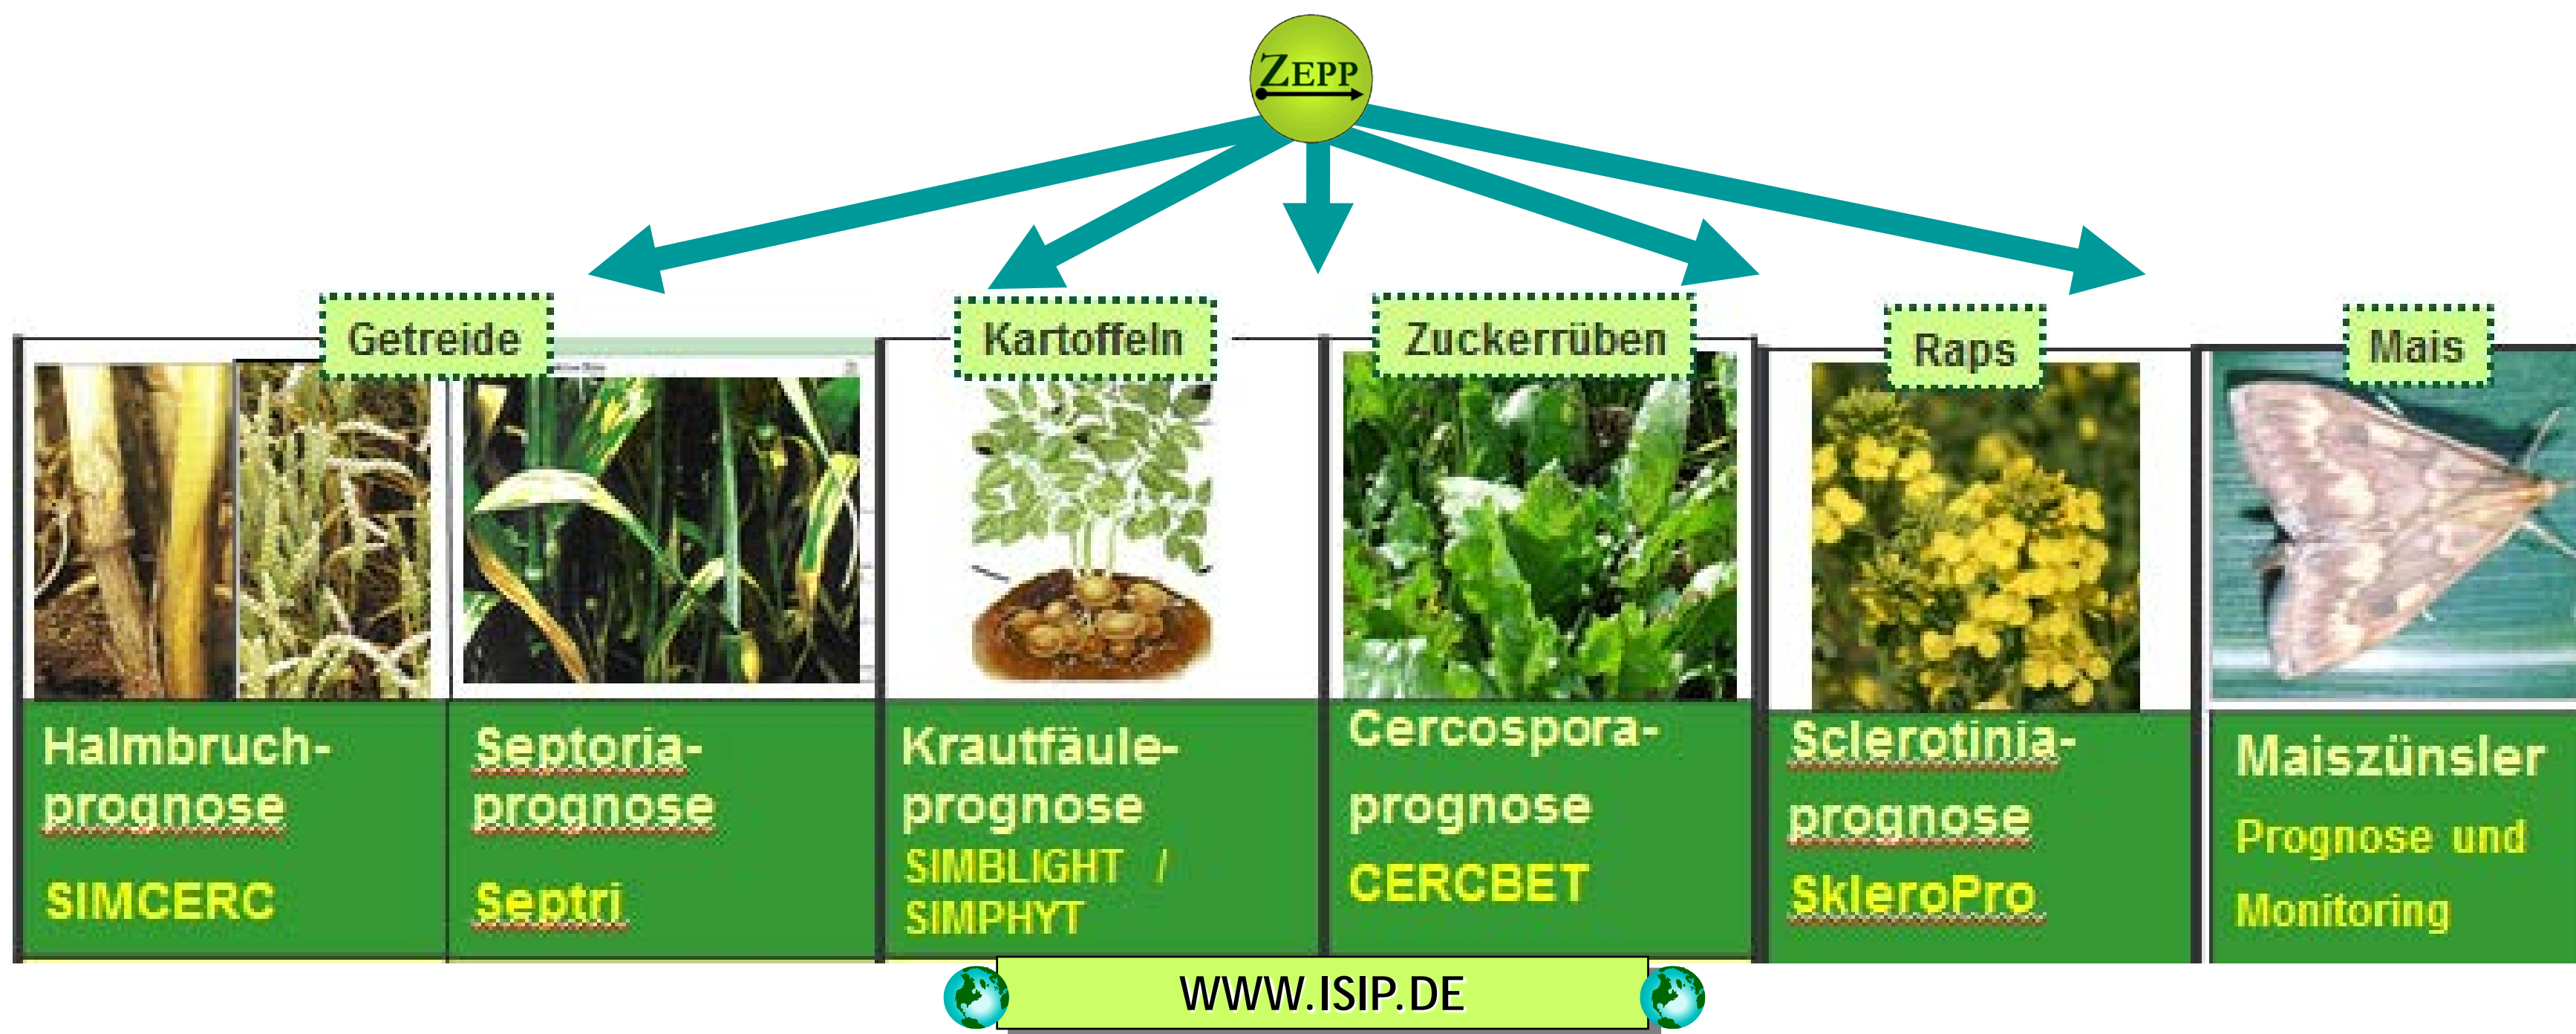 ZEPP
Getreide
Kartoffeln
Zuckerrüben
Raps
Mais
Halmbruch-
prognose
SIMCERC
Septoria-
prognose
Septri
Krautfäule-
prognose
SIMBLIGHT /
SIMPHYT
Cercospora-
prognose
CERCBET
Sclerotinia-
prognose
SkleroPro
Maiszünsler
Prognose und
Monitoring
WWW.ISIP.DE